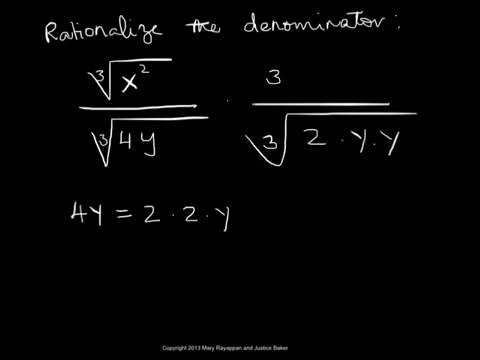 Rationalize the denominator:
∛x² / ∛4y · 3 / ∛2 · y · y
4y = 2 · 2 · y
Copyright 2013 Mary Rayappan and Justice Baker